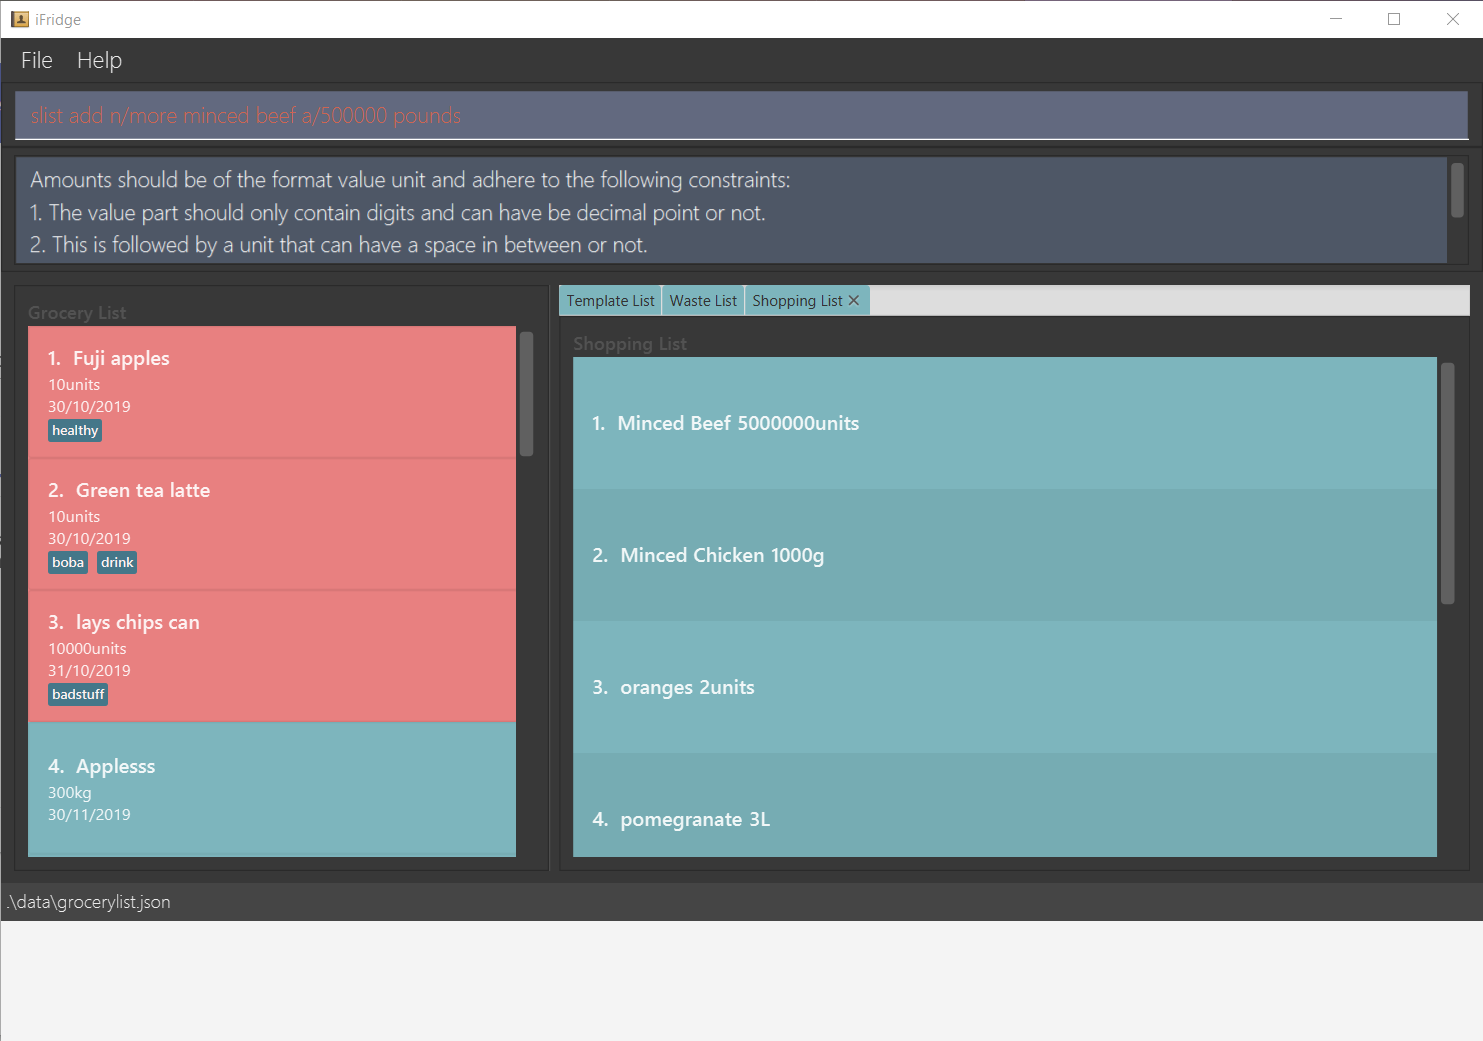 iFridge
File Help
slist add n/more minced beef a/500000 pounds
Amounts should be of the format value unit and adhere to the following constraints:
1. The value part should only contain digits and can have be decimal point or not.
2. This is followed by a unit that can have a space in between or not.
Grocery List
1. Fuji apples
10units
30/10/2019
healthy
2. Green tea latte
10units
30/10/2019
boba drink
3. lays chips can
10000units
31/10/2019
badstuff
4. Applesss
300kg
30/11/2019
Template List Waste List Shopping List
Shopping List
1. Minced Beef 5000000units
2. Minced Chicken 1000g
3. oranges 2units
4. pomegranate 3L
.\data\grocerylist.json